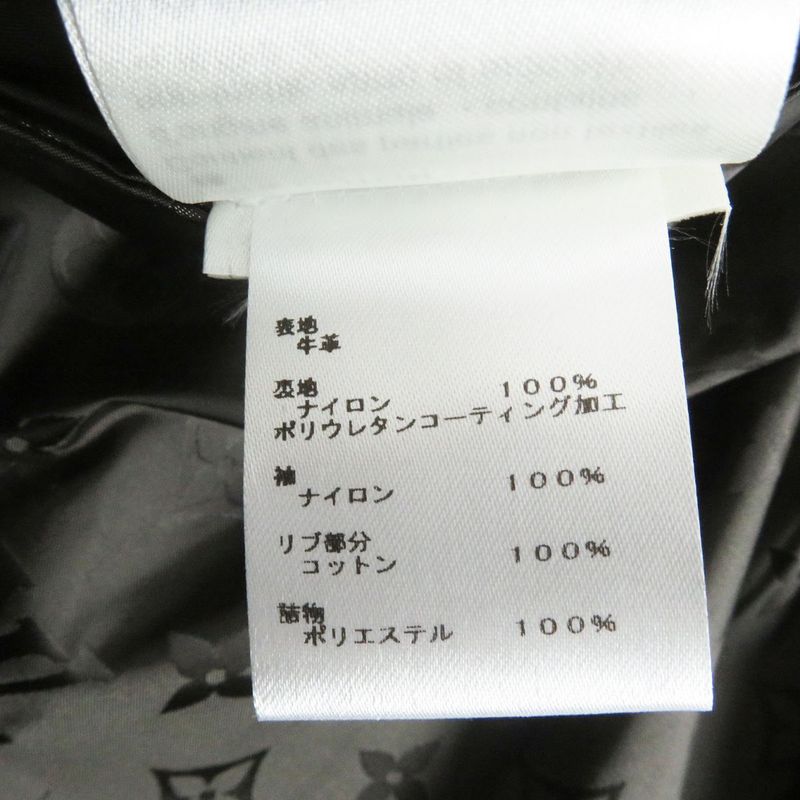 表地
牛革
裏地 100%
ナイロン
ポリウレタンコーティング加工
袖
ナイロン 100%
リブ部分
コットン 100%
詰物
ポリエステル 100%